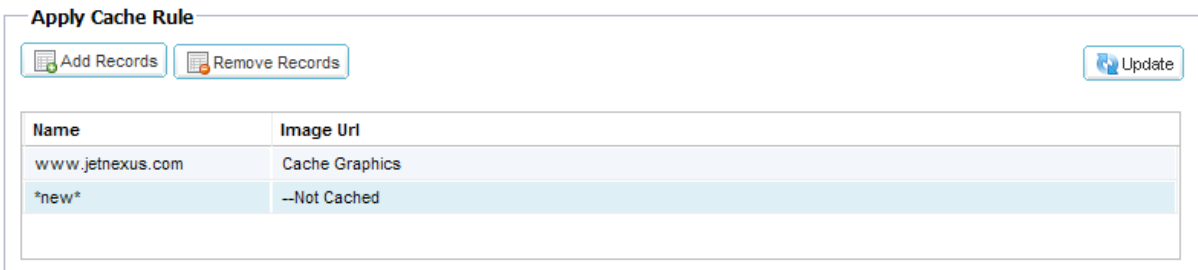 Apply Cache Rule
Add Records Remove Records Update
Name Image Url
www.jetnexus.com Cache Graphics
*new* --Not Cached